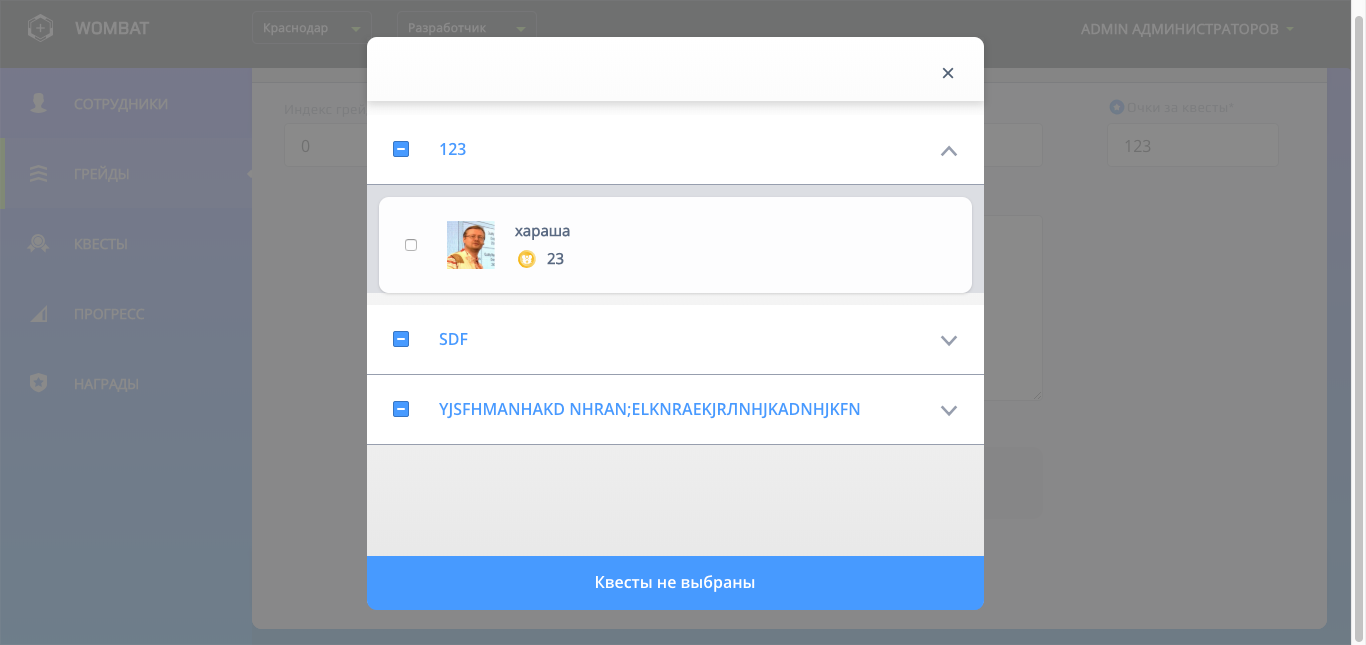 WOMBAT
Краснодар
Разработчик
ADMIN АДМИНИСТРАТОРОВ
СОТРУДНИКИ
ГРЕЙДЫ
КВЕСТЫ
ПРОГРЕСС
НАГРАДЫ
Индекс грей
0
Очки за квесты*
123
123
хараша
23
SDF
YJSFHMANHAKD NHRAN;ELKNRAEKJRЛNHJKADNHJKFN
Квесты не выбраны